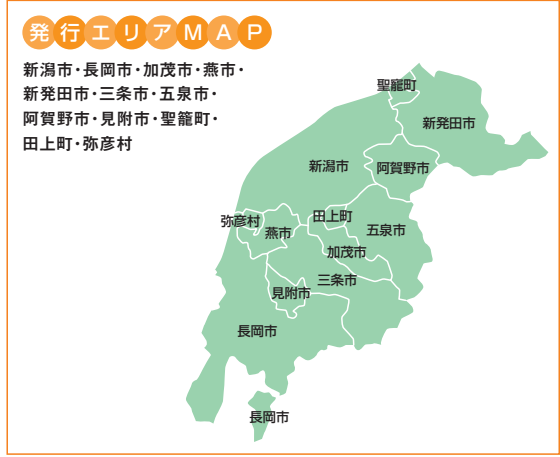 発行エリアMAP
新潟市・長岡市・加茂市・燕市・
新発田市・三条市・五泉市・
阿賀野市・見附市・聖籠町・
田上町・弥彦村
聖寵町
新発田市
新潟市
阿賀野市
弥彦村
燕市
田上町
五泉市
加茂市
三条市
見附市
長岡市
長岡市